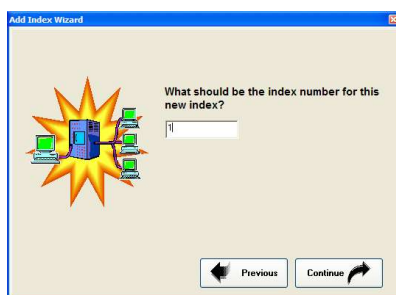 Add Index Wizard
What should be the index number for this
new index?
1
Previous
Continue